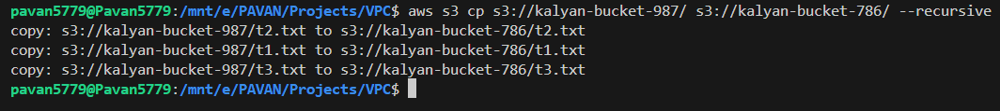 pavan5779@Pavan5779:/mnt/e/PAVAN/Projects/VPC$ aws s3 cp s3://kalyan-bucket-987/ s3://kalyan-bucket-786/ --recursive
copy: s3://kalyan-bucket-987/t2.txt to s3://kalyan-bucket-786/t2.txt
copy: s3://kalyan-bucket-987/t1.txt to s3://kalyan-bucket-786/t1.txt
copy: s3://kalyan-bucket-987/t3.txt to s3://kalyan-bucket-786/t3.txt
pavan5779@Pavan5779:/mnt/e/PAVAN/Projects/VPC$